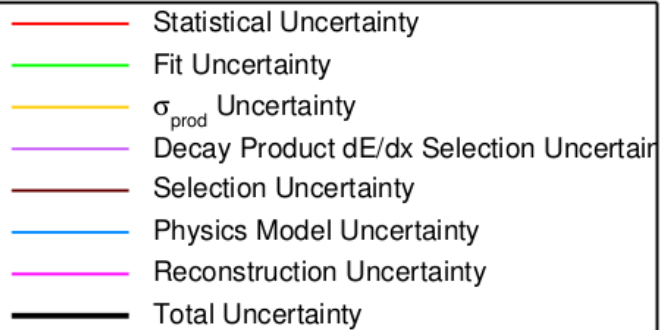 Statistical Uncertainty
Fit Uncertainty
σprod Uncertainty
Decay Product dE/dx Selection Uncertain
Selection Uncertainty
Physics Model Uncertainty
Reconstruction Uncertainty
Total Uncertainty